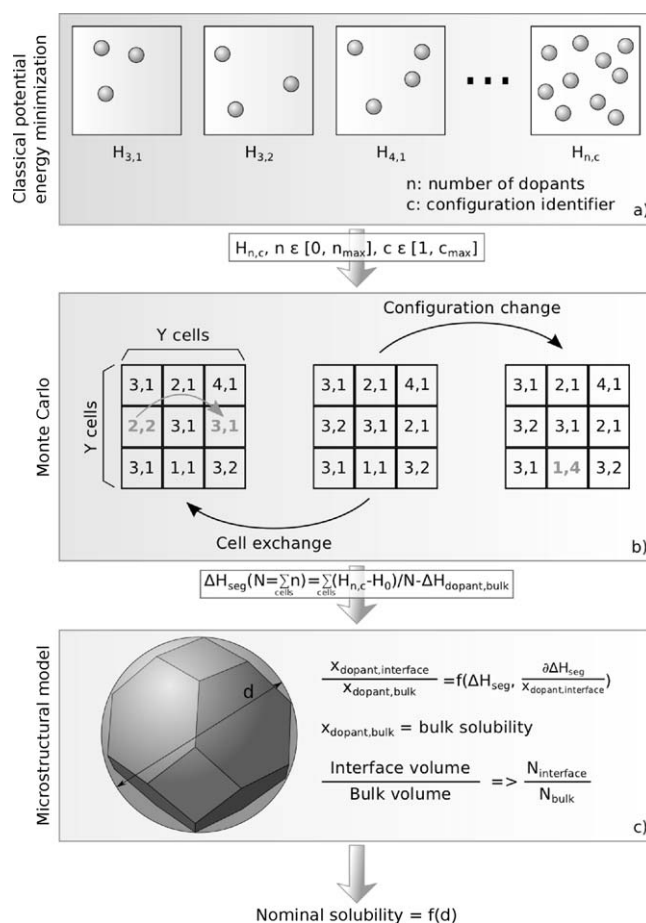 Classical potential
energy minimization
H3,1 H3,2 H4,1 Hn,c
n: number of dopants
c: configuration identifier
a)
Hn,c, n ε [0, nmax], c ε [1, cmax]
Monte Carlo
Configuration change
Y cells
Y cells
3,1 2,1 4,1
2,2 3,1 3,1
3,1 1,1 3,2
3,1 2,1 4,1
3,2 3,1 2,1
3,1 1,1 3,2
3,1 2,1 4,1
3,2 3,1 2,1
3,1 1,4 3,2
Cell exchange
b)
ΔHseg(N=∑n)=∑(Hn,c-H0)/N-ΔHdopant,bulk
cells cells
Microstructural model
d
xdopant,interface/xdopant,bulk =f(ΔHseg, ∂ΔHseg/xdopant,interface)
xdopant,bulk = bulk solubility
Interface volume/Bulk volume => Ninterface/Nbulk
c)
Nominal solubility = f(d)